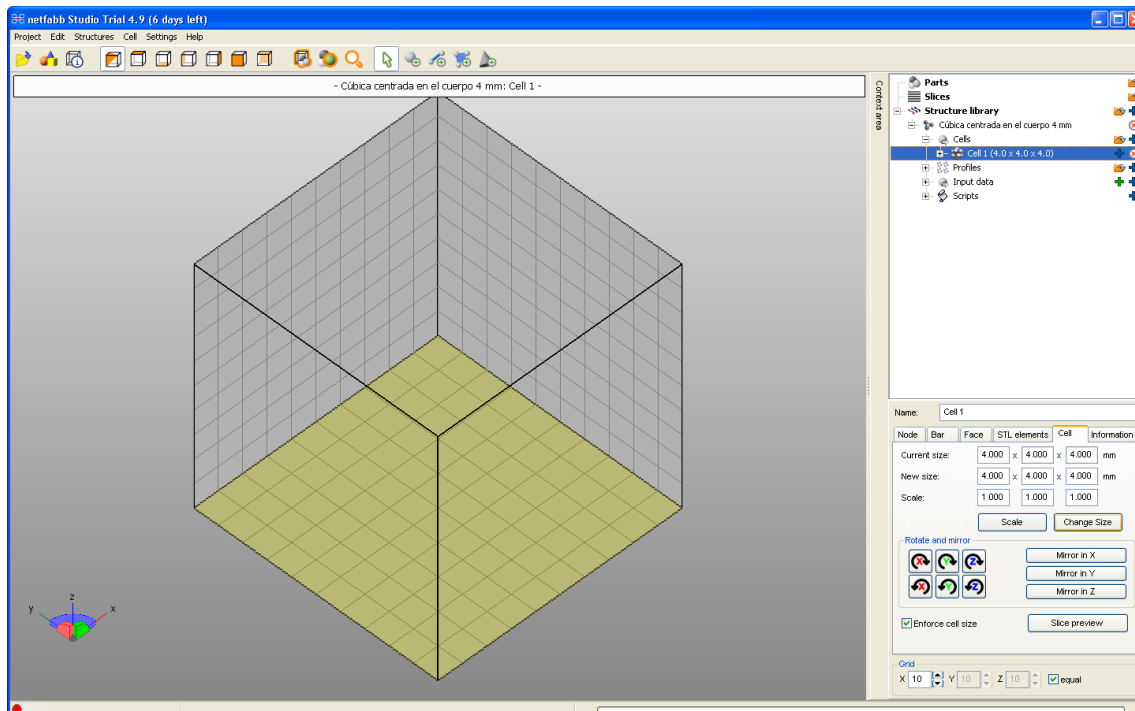 netfabb Studio Trial 4.9 (6 days left)
Project Edit Structures Cell Settings Help
- Cúbica centrada en el cuerpo 4 mm: Cell 1 -
Context area
Parts
Slices
Structure library
Cúbica centrada en el cuerpo 4 mm
Cells
Cell 1 (4.0 x 4.0 x 4.0)
Profiles
Input data
Scripts
Name: Cell 1
Node Bar Face STL elements Cell Information
Current size: 4.000 x 4.000 x 4.000 mm
New size: 4.000 x 4.000 x 4.000 mm
Scale: 1.000 1.000 1.000
Scale Change Size
Rotate and mirror
X Y Z Mirror in X
Mirror in Y
X Y Z Mirror in Z
Enforce cell size Slice preview
Grid
X 10 Y 10 Z 10 equal
y z x